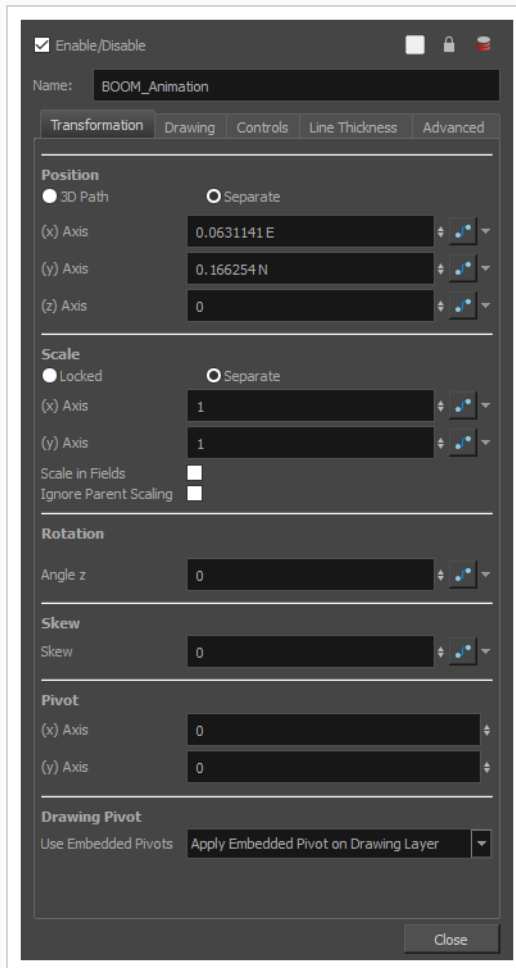 Enable/Disable
Name: BOOM_Animation
Transformation Drawing Controls Line Thickness Advanced
Position
3D Path Separate
(x) Axis 0.0631141 E
(y) Axis 0.166254 N
(z) Axis 0
Scale
Locked Separate
(x) Axis 1
(y) Axis 1
Scale in Fields
Ignore Parent Scaling
Rotation
Angle z 0
Skew
Skew 0
Pivot
(x) Axis 0
(y) Axis 0
Drawing Pivot
Use Embedded Pivots Apply Embedded Pivot on Drawing Layer
Close